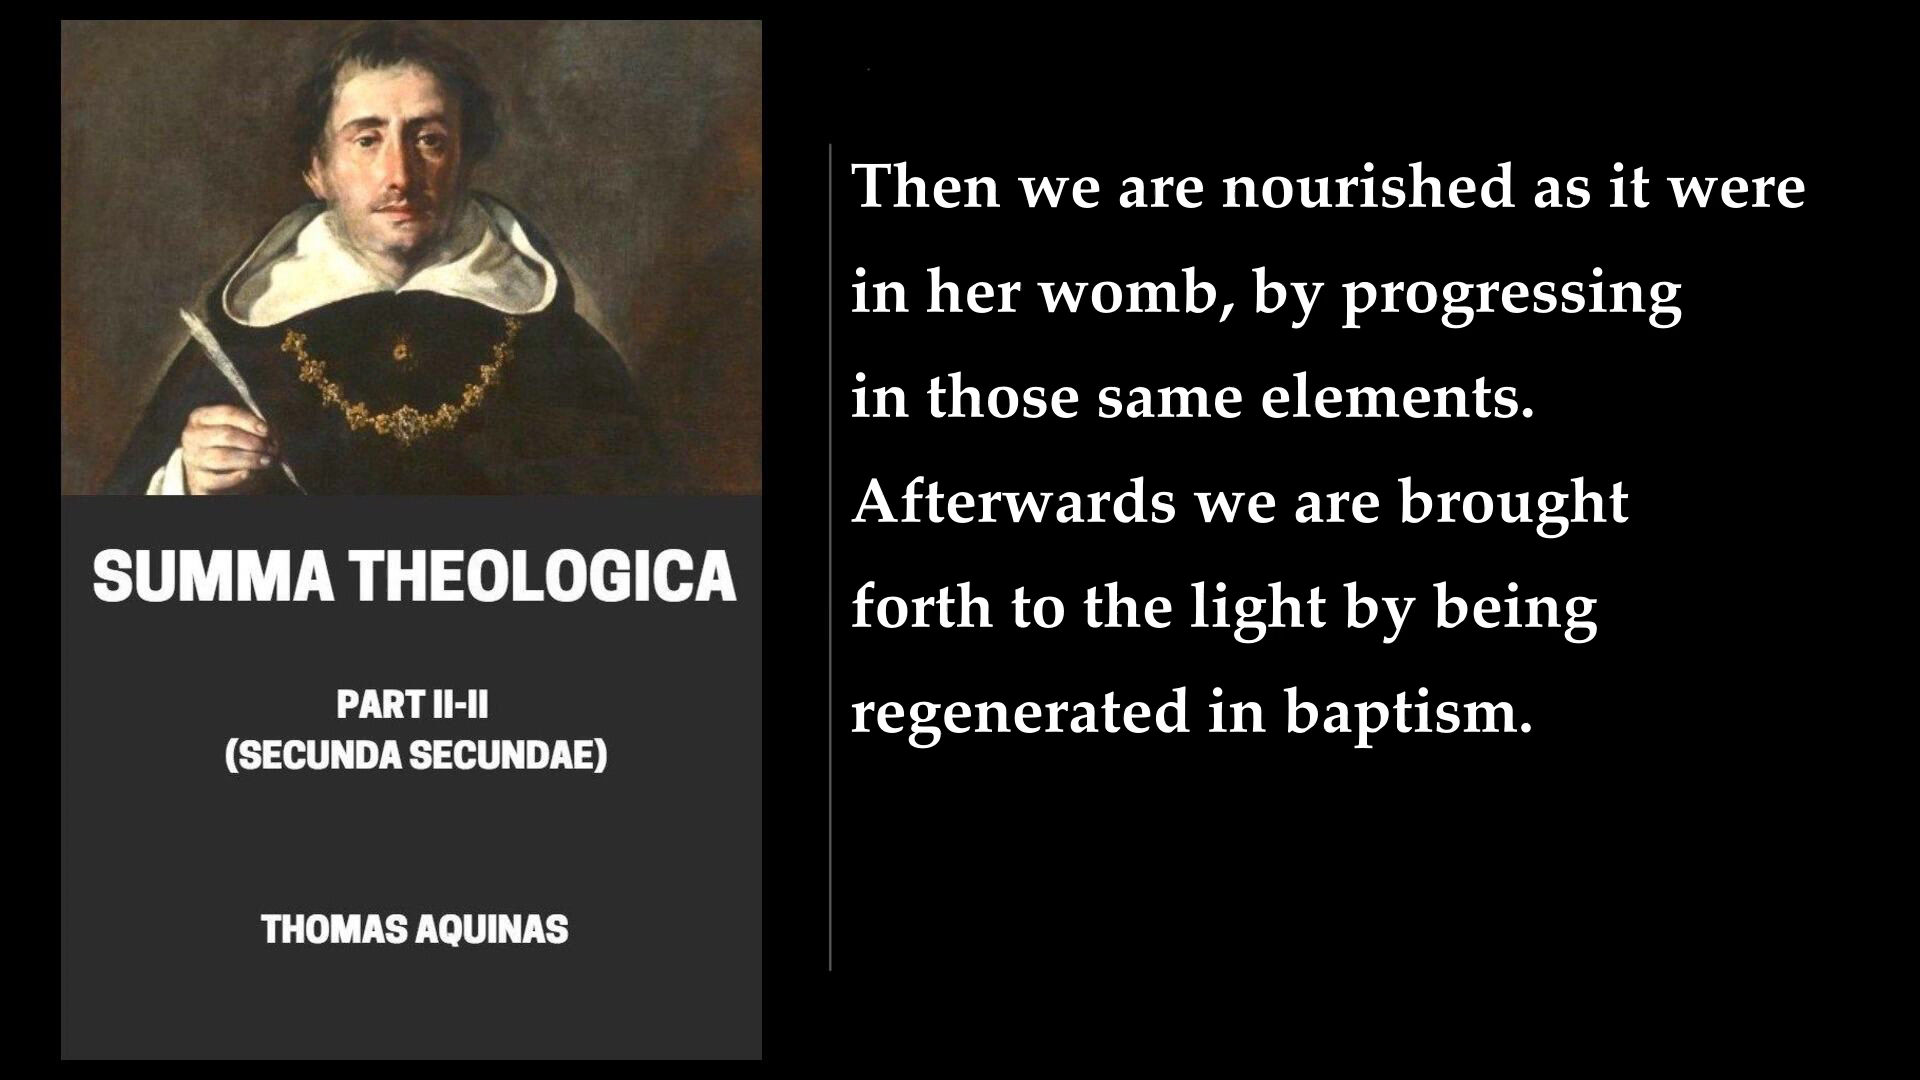 SUMMA THEOLOGICA
PART II-II
(SECUNDA SECUNDAE)
THOMAS AQUINAS
Then we are nourished as it were
in her womb, by progressing
in those same elements.
Afterwards we are brought
forth to the light by being
regenerated in baptism.